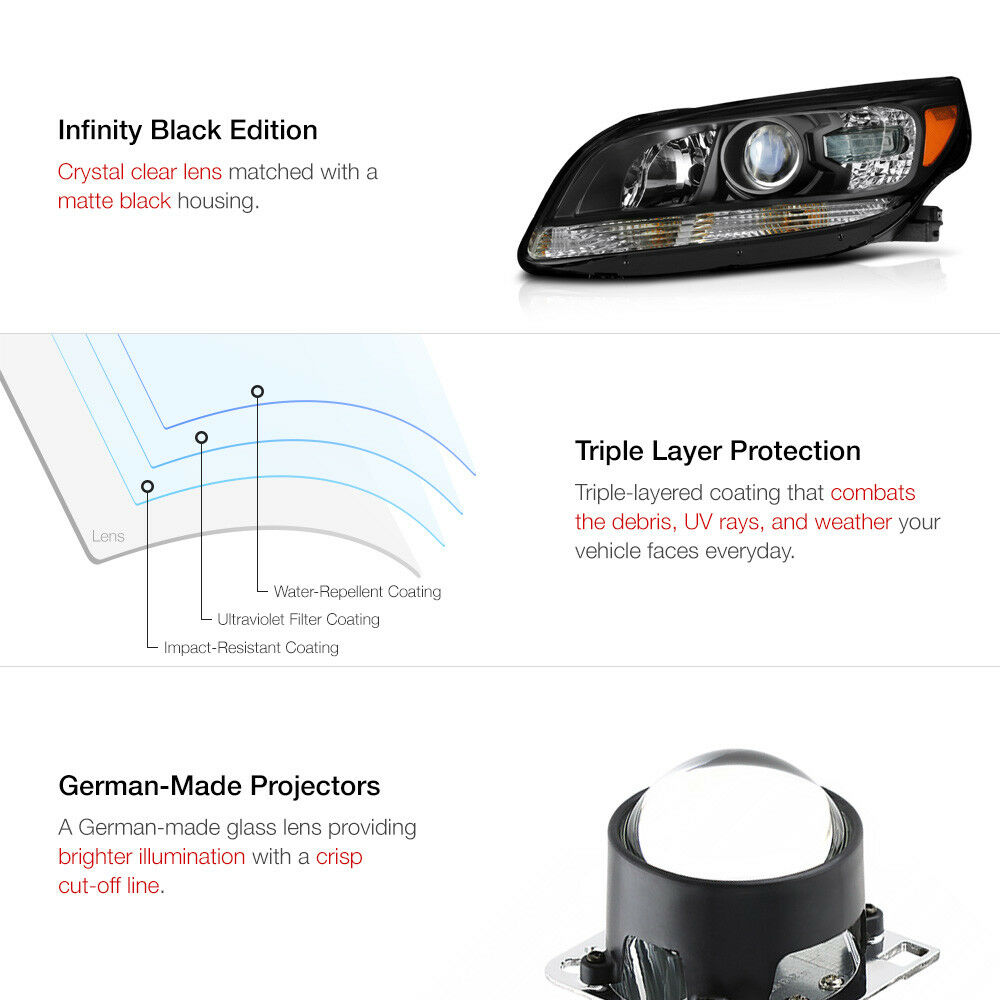 Infinity Black Edition
Crystal clear lens matched with a
matte black housing.
Lens
Water-Repellent Coating
Ultraviolet Filter Coating
Impact-Resistant Coating
Triple Layer Protection
Triple-layered coating that combats
the debris, UV rays, and weather your
vehicle faces everyday.
German-Made Projectors
A German-made glass lens providing
brighter illumination with a crisp
cut-off line.